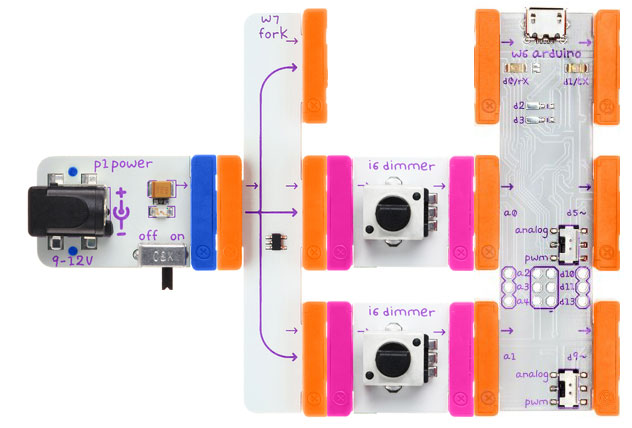 w7
fork
w6 arduino
d0/rx
d1/tx
d2
d3
p1 power
+
-
off on
9-12V
i6 dimmer
a0
d5~
analog
pwm
a2
d10
a3
d11
a4
d13
i6 dimmer
a1
d9~
analog
pwm